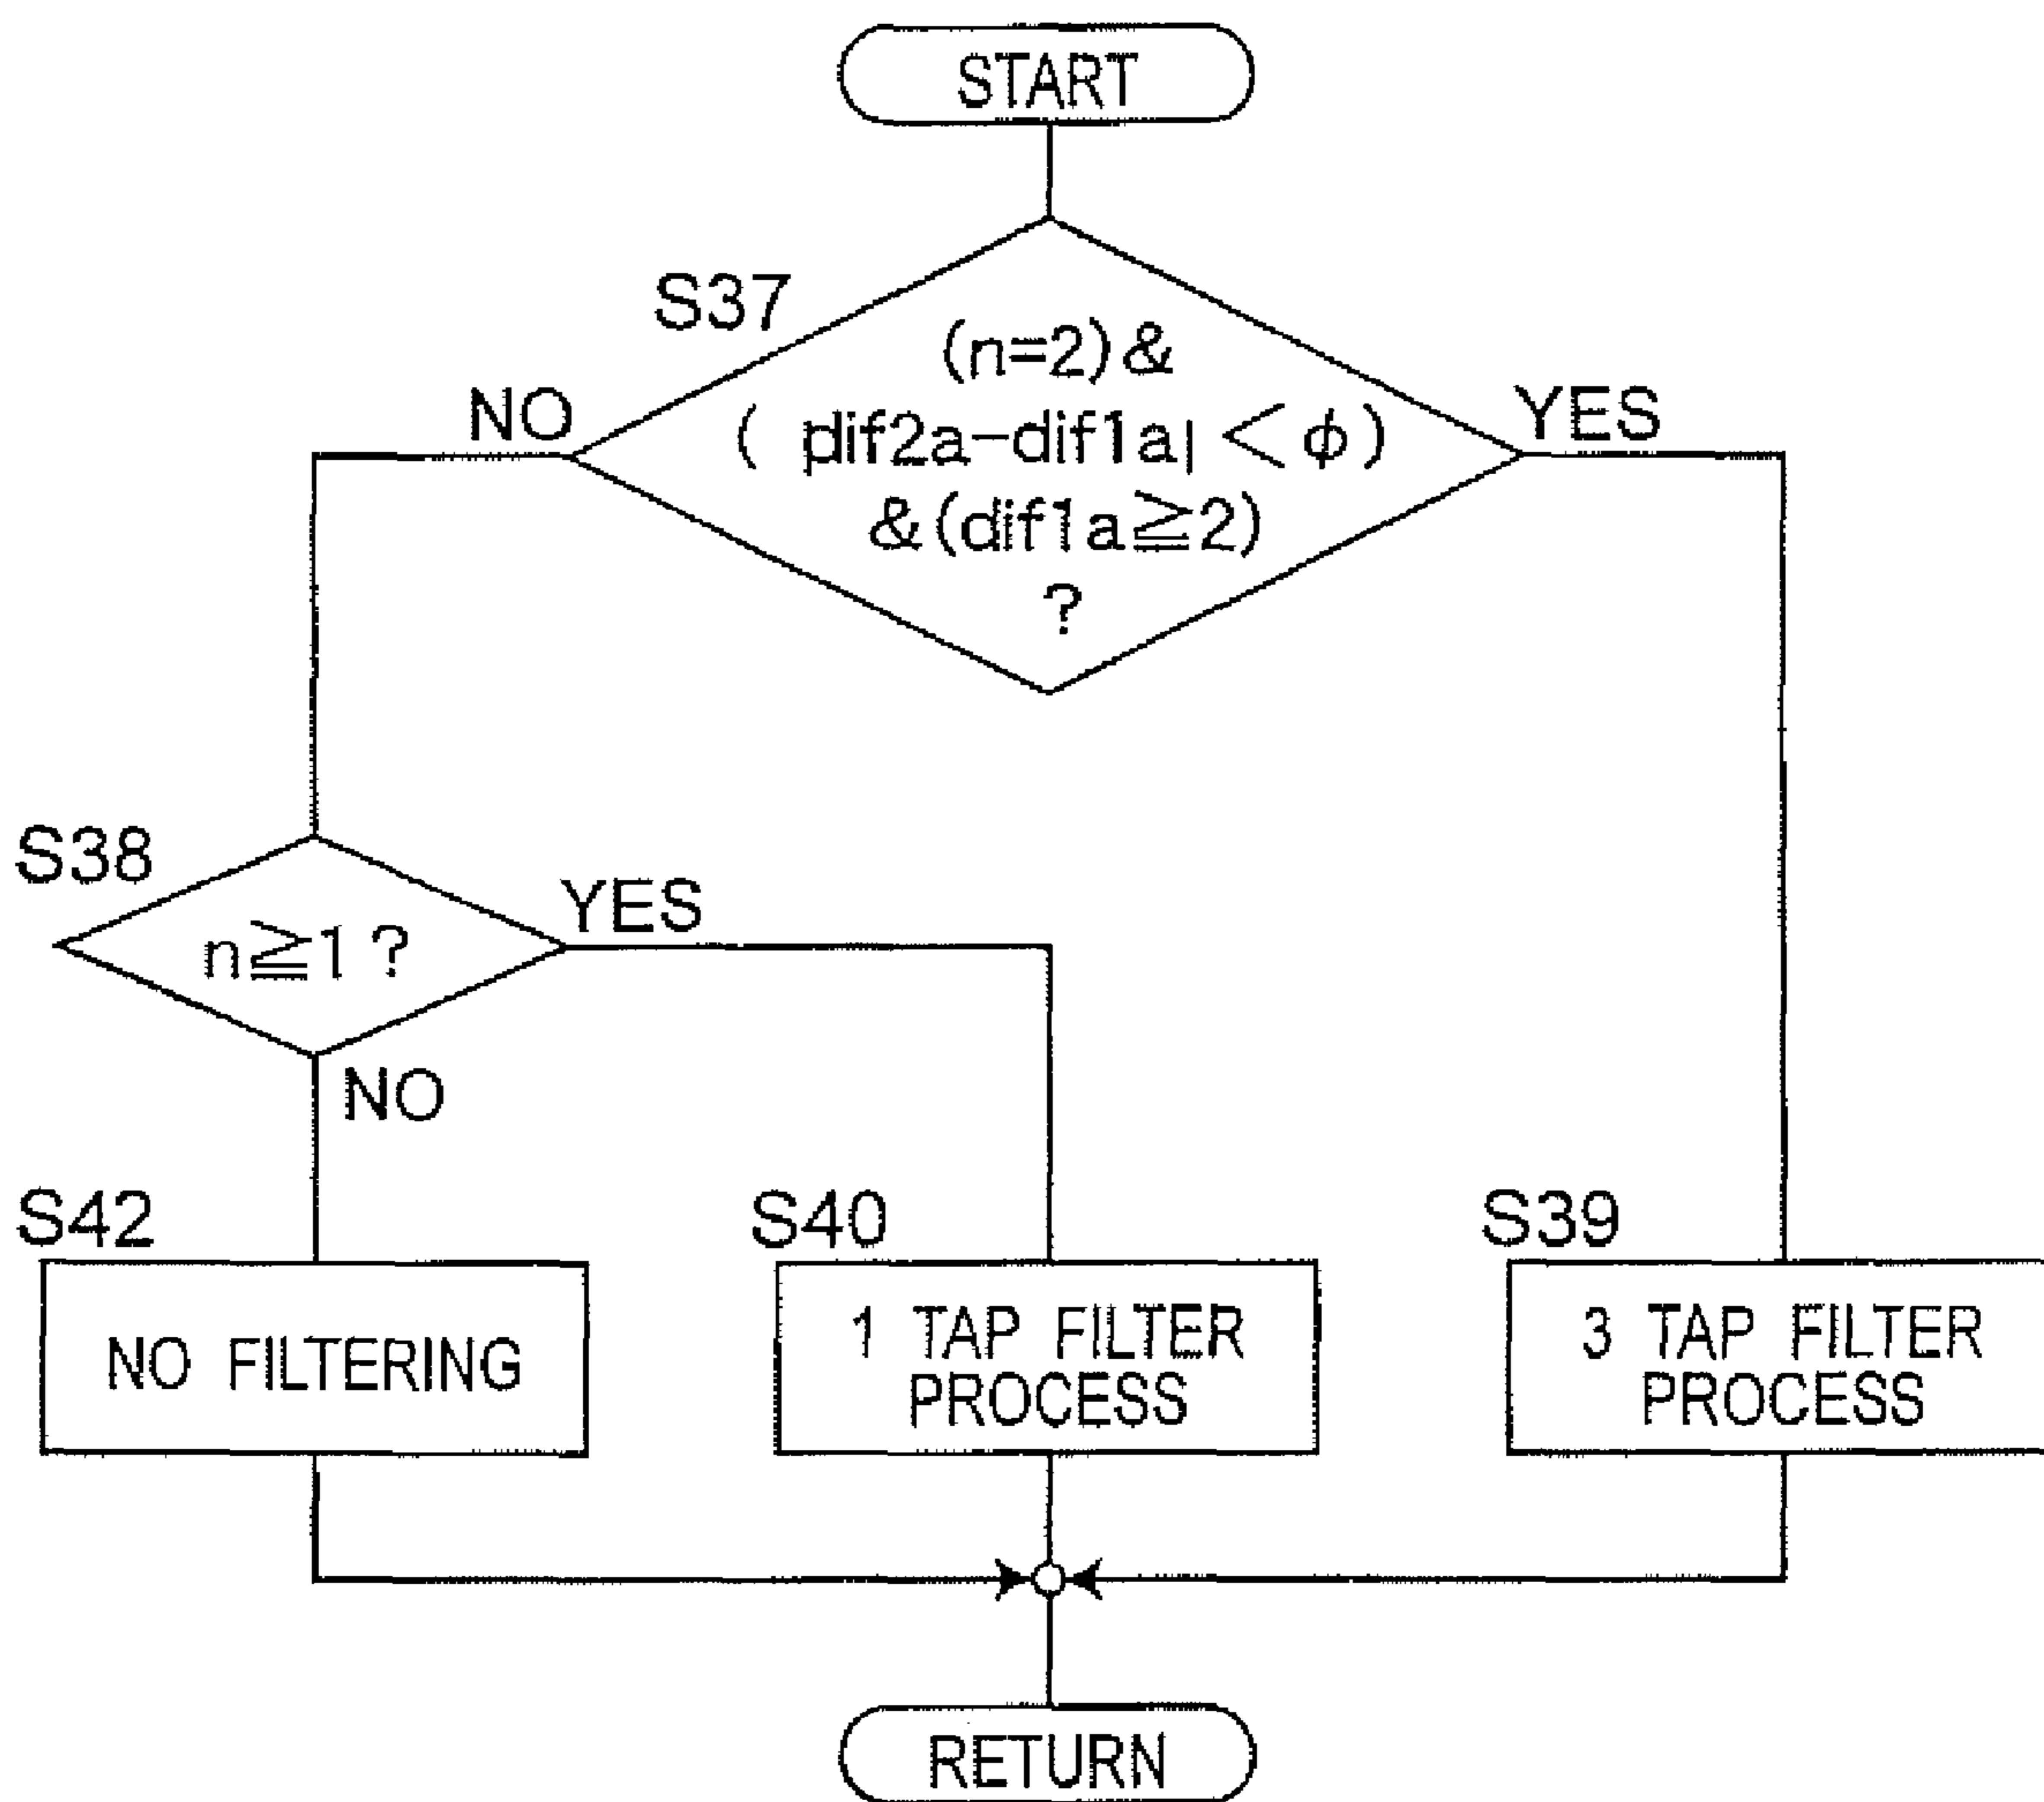 START
S37
(n=2)&
( |dif2a-dif1a| <φ)
&(dif1a≧2)
?
NO
YES
S38
n≧1?
YES
NO
S42
NO FILTERING
S40
1 TAP FILTER
PROCESS
S39
3 TAP FILTER
PROCESS
RETURN